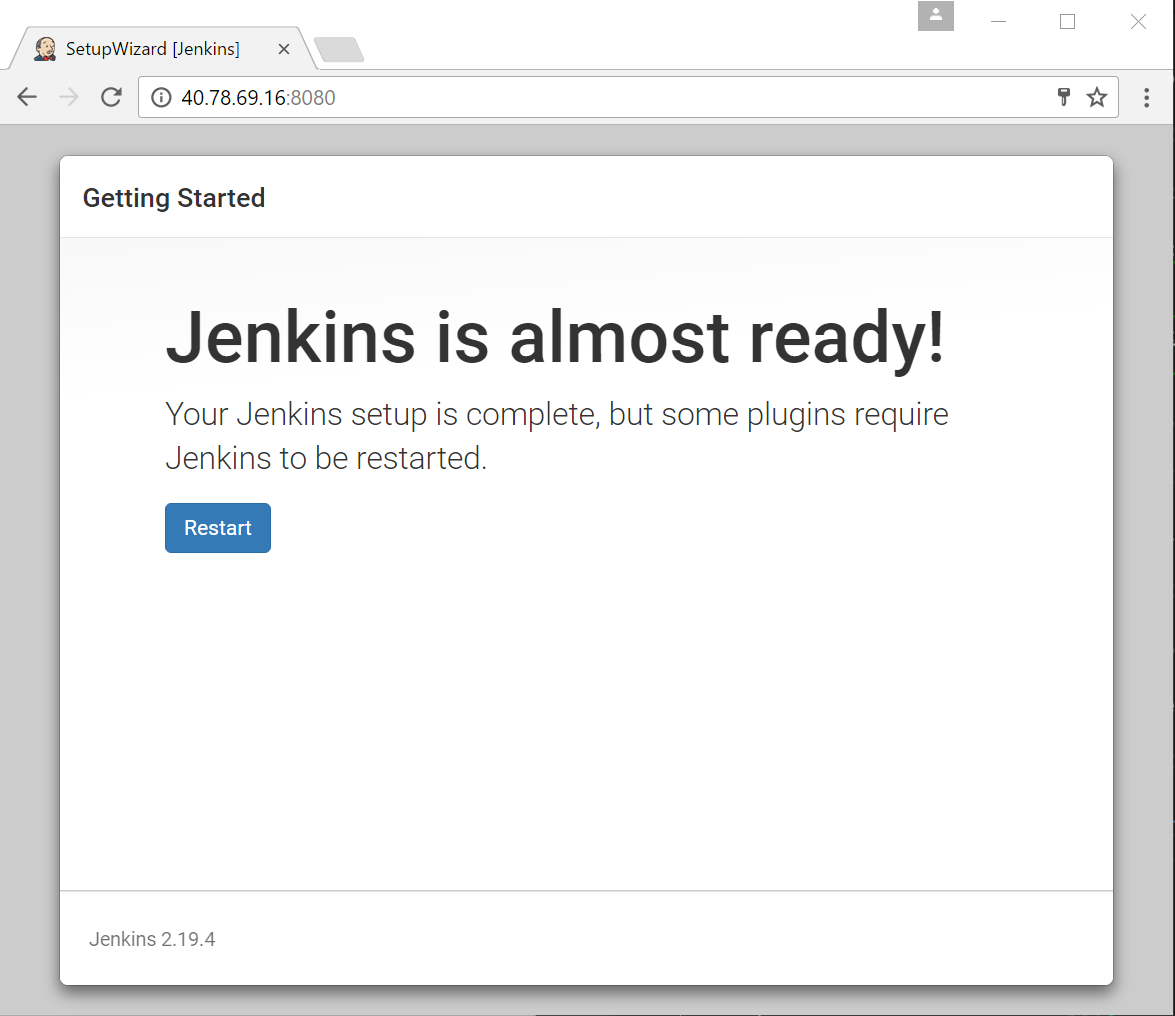 SetupWizard [Jenkins]
40.78.69.16:8080
Getting Started
Jenkins is almost ready!
Your Jenkins setup is complete, but some plugins require
Jenkins to be restarted.
Restart
Jenkins 2.19.4